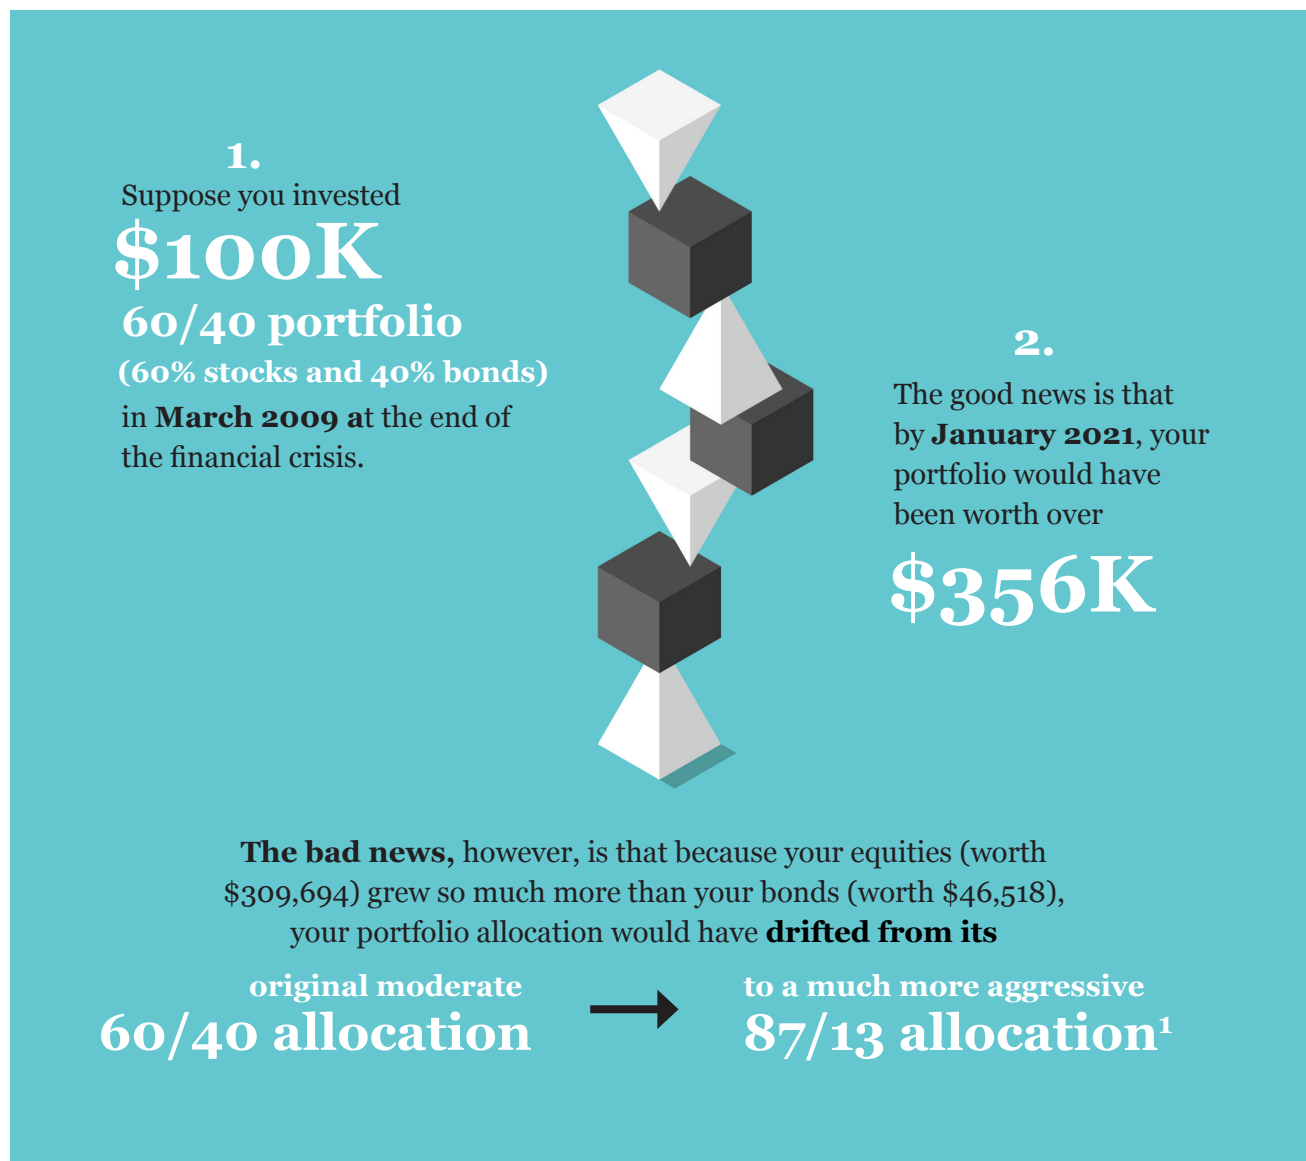 1.
Suppose you invested
$100K
60/40 portfolio
(60% stocks and 40% bonds)
in March 2009 at the end of
the financial crisis.
2.
The good news is that
by January 2021, your
portfolio would have
been worth over
$356K
The bad news, however, is that because your equities (worth
$309,694) grew so much more than your bonds (worth $46,518),
your portfolio allocation would have drifted from its
original moderate
60/40 allocation
to a much more aggressive
87/13 allocation¹